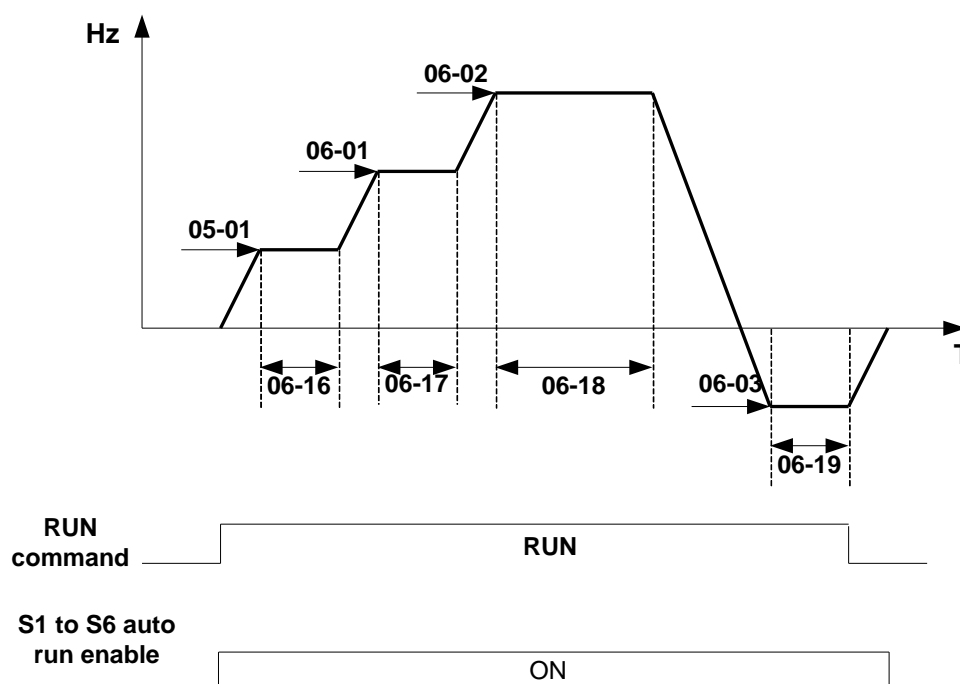 Hz
06-02
06-01
05-01
T
06-16
06-17
06-18
06-03
06-19
RUN
command
RUN
S1 to S6 auto
run enable
ON